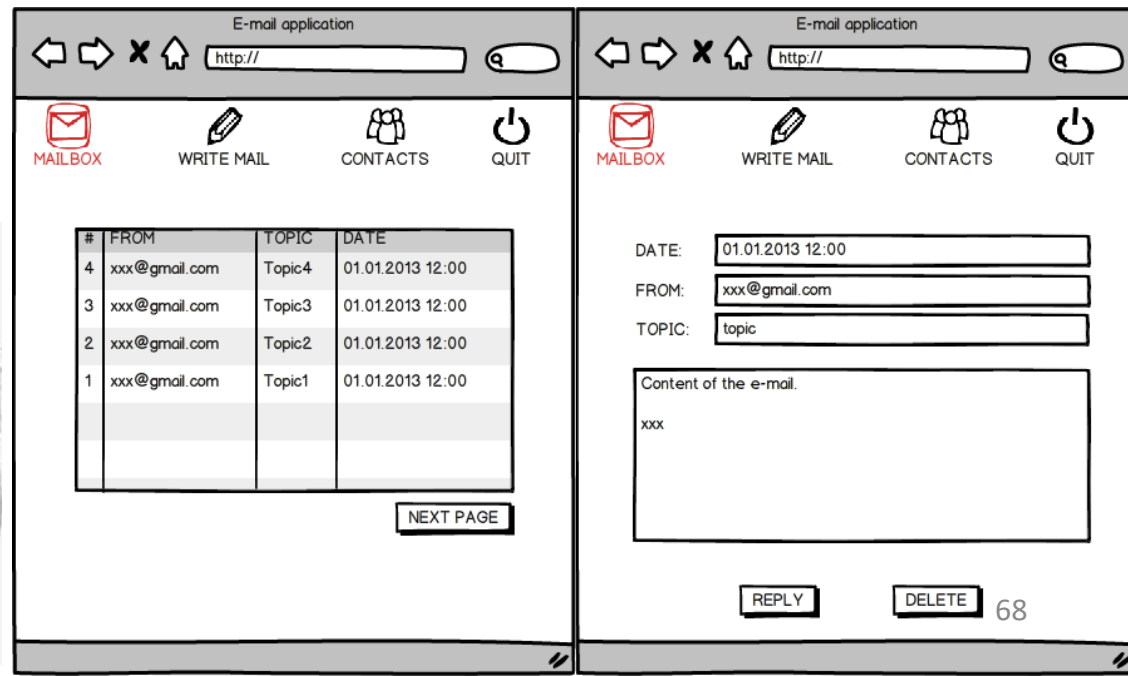 E-mail application
http://
MAILBOX WRITE MAIL CONTACTS QUIT
# FROM TOPIC DATE
4 xxx@gmail.com Topic4 01.01.2013 12:00
3 xxx@gmail.com Topic3 01.01.2013 12:00
2 xxx@gmail.com Topic2 01.01.2013 12:00
1 xxx@gmail.com Topic1 01.01.2013 12:00
NEXT PAGE
E-mail application
http://
MAILBOX WRITE MAIL CONTACTS QUIT
DATE: 01.01.2013 12:00
FROM: xxx@gmail.com
TOPIC: topic
Content of the e-mail.
xxx
REPLY DELETE
68